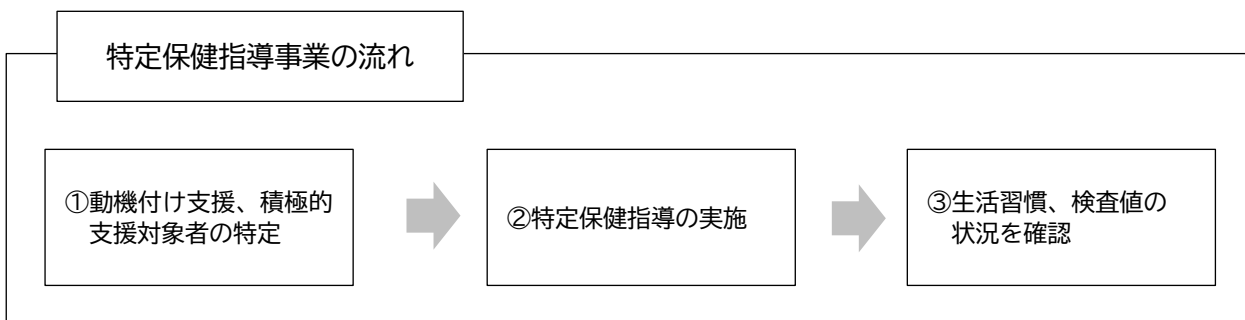 特定保健指導事業の流れ
①動機付け支援、積極的
支援対象者の特定
②特定保健指導の実施
③生活習慣、検査値の
状況を確認